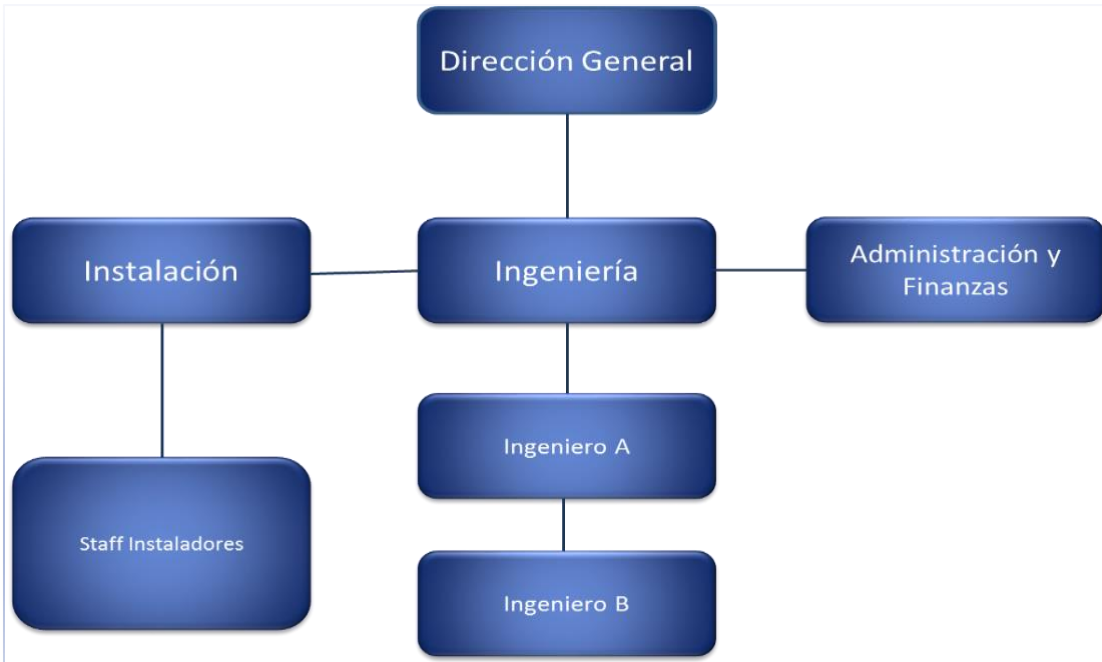 Dirección General
Instalación
Ingeniería
Administración y
Finanzas
Ingeniero A
Staff Instaladores
Ingeniero B